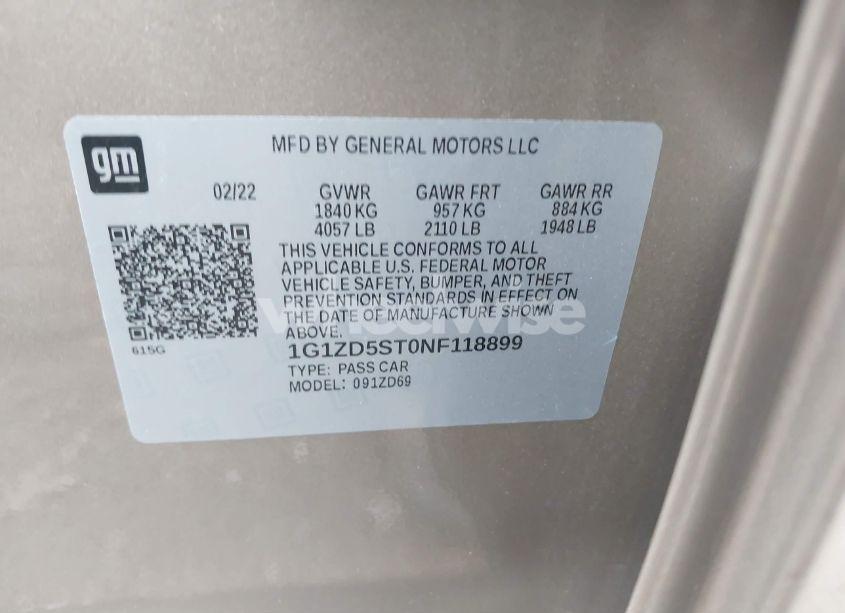 gm
MFD BY GENERAL MOTORS LLC
02/22 GVWR GAWR FRT GAWR RR
1840 KG 957 KG 884 KG
4057 LB 2110 LB 1948 LB
THIS VEHICLE CONFORMS TO ALL
APPLICABLE U.S. FEDERAL MOTOR
VEHICLE SAFETY, BUMPER, AND THEFT
PREVENTION STANDARDS IN EFFECT ON
THE DATE OF MANUFACTURE SHOWN
ABOVE.
615G
1G1ZD5ST0NF118899
TYPE: PASS CAR
MODEL: 091ZD69